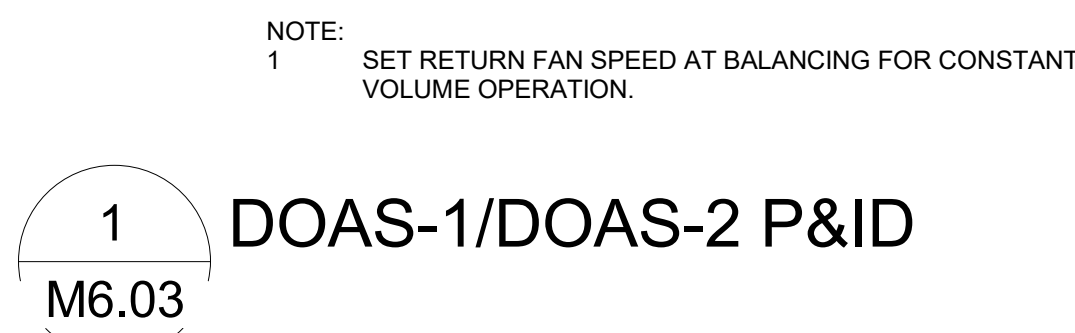 NOTE:
1 SET RETURN FAN SPEED AT BALANCING FOR CONSTANT
VOLUME OPERATION.
1
DOAS-1/DOAS-2 P&ID
M6.03